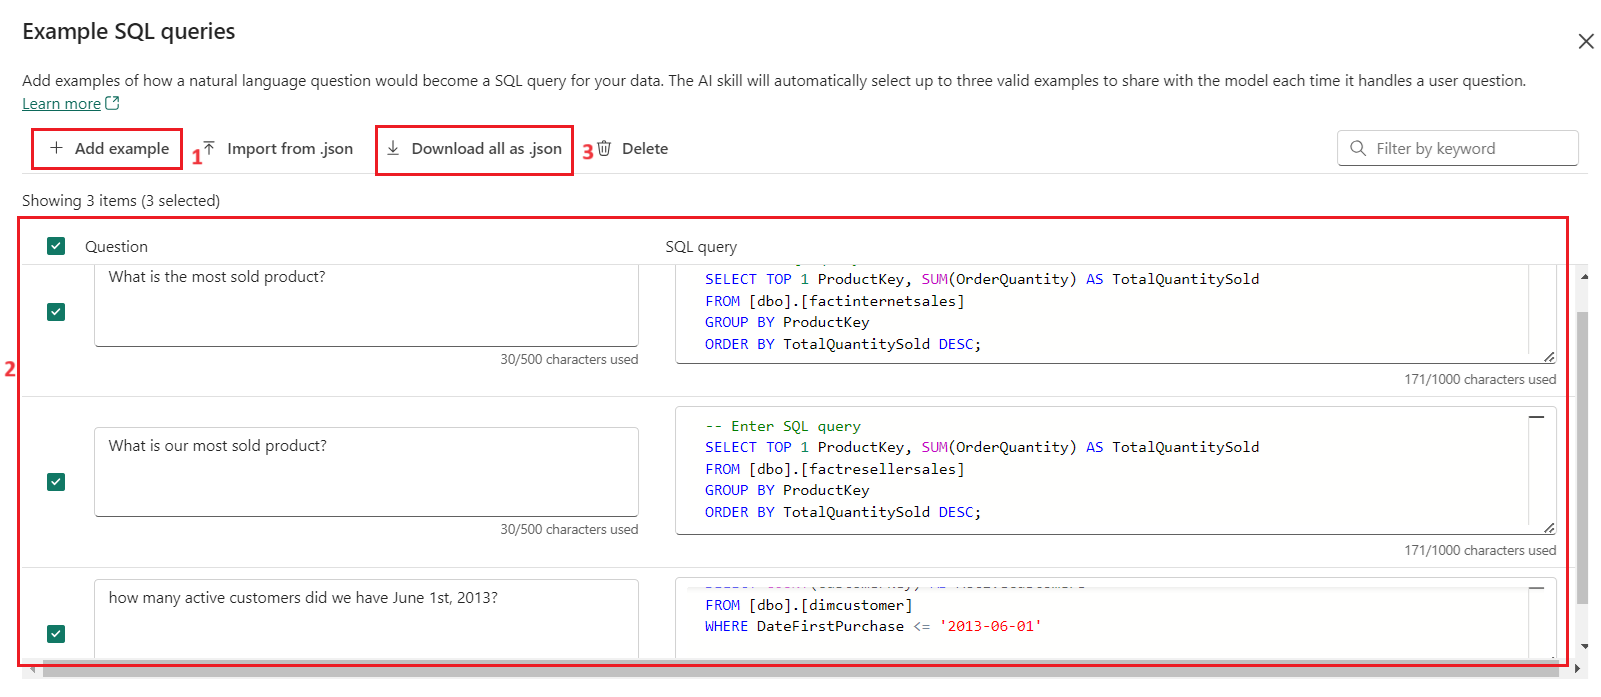 Example SQL queries
Add examples of how a natural language question would become a SQL query for your data. The AI skill will automatically select up to three valid examples to share with the model each time it handles a user question.
Learn more
Add example 1 Import from .json Download all as .json 3 Delete Filter by keyword
Showing 3 items (3 selected)
Question SQL query
What is the most sold product?
SELECT TOP 1 ProductKey, SUM(OrderQuantity) AS TotalQuantitySold
FROM [dbo].[factinternetsales]
GROUP BY ProductKey
ORDER BY TotalQuantitySold DESC;
30/500 characters used
171/1000 characters used
2
What is our most sold product?
-- Enter SQL query
SELECT TOP 1 ProductKey, SUM(OrderQuantity) AS TotalQuantitySold
FROM [dbo].[factresellersales]
GROUP BY ProductKey
ORDER BY TotalQuantitySold DESC;
30/500 characters used
171/1000 characters used
how many active customers did we have June 1st, 2013?
FROM [dbo].[dimcustomer]
WHERE DateFirstPurchase <= '2013-06-01'